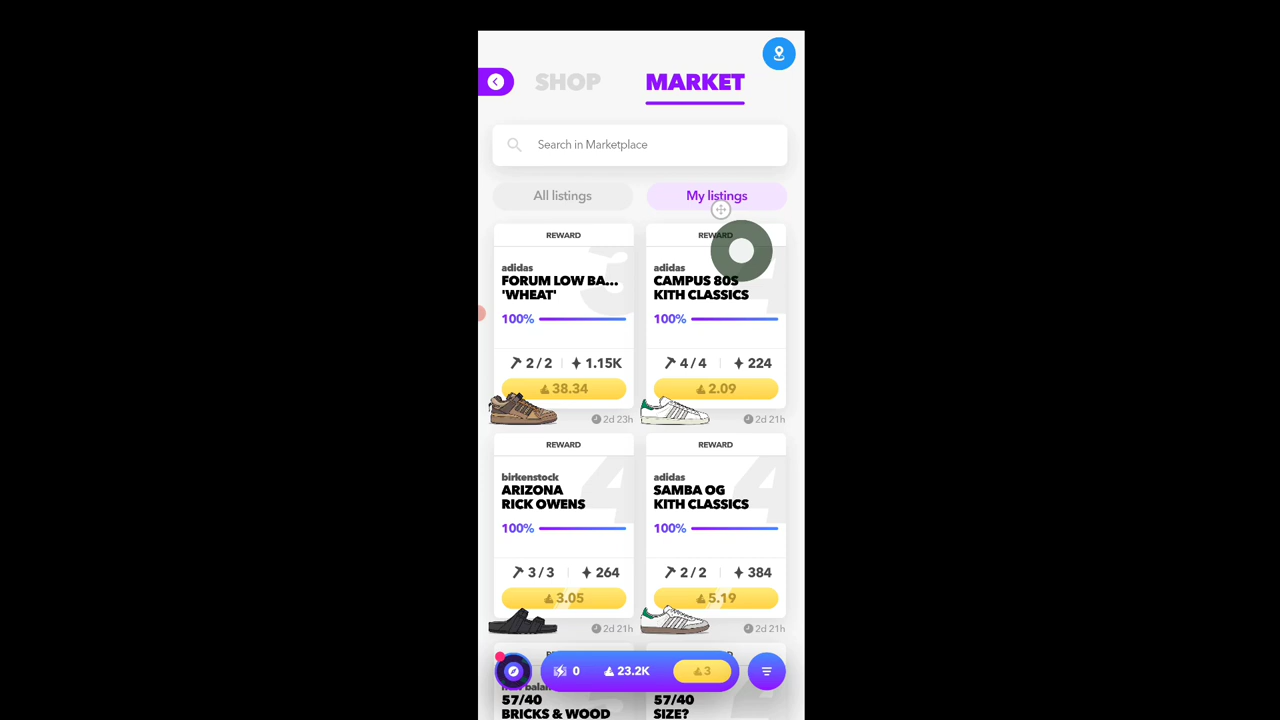 SHOP MARKET
Search in Marketplace
All listings My listings
REWARD REWARD
adidas adidas
FORUM LOW BA... CAMPUS 80S
'WHEAT' KITH CLASSICS
100% 100%
2 / 2 1.15K 4 / 4 224
38.34 2.09
2d 23h 2d 21h
REWARD REWARD
birkenstock adidas
ARIZONA SAMBA OG
RICK OWENS KITH CLASSICS
100% 100%
3 / 3 264 2 / 2 384
3.05 5.19
2d 21h 2d 21h
0 23.2K 3
57/40 57/40
BRICKS & WOOD SIZE?